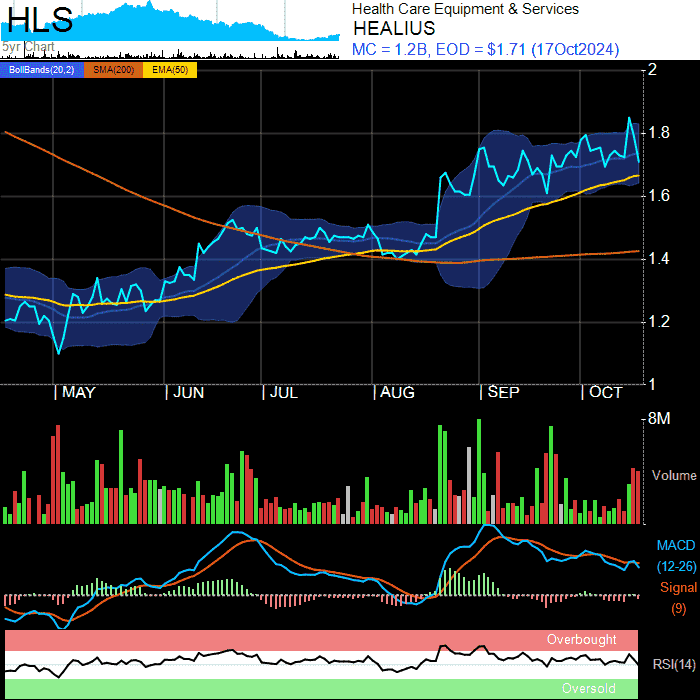 HLS
5yr Chart
Health Care Equipment & Services
HEALIUS
MC = 1.2B, EOD = $1.71 (17Oct2024)
BollBands(20,2) SMA(200) EMA(50)
2
1.8
1.6
1.4
1.2
1
MAY JUN JUL AUG SEP OCT
8M
Volume
MACD
(12-26)
Signal
(9)
Overbought
RSI(14)
Oversold